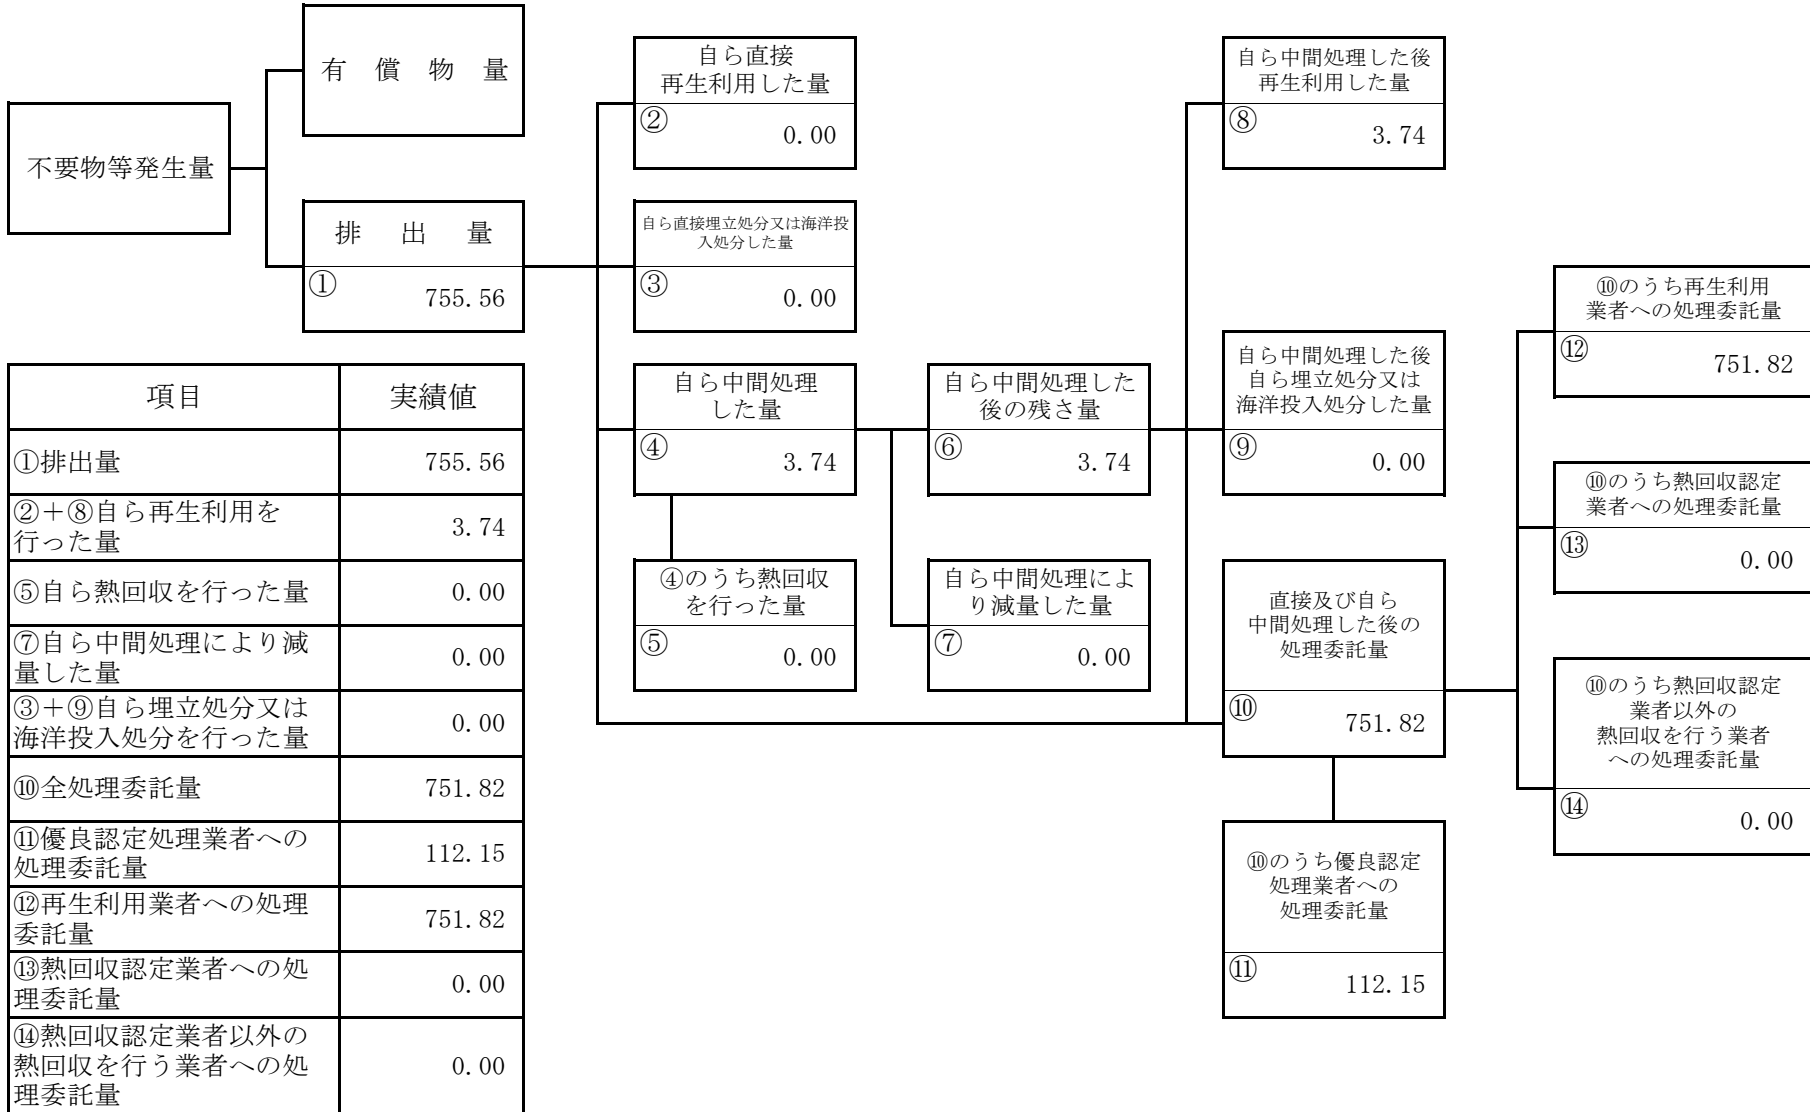 有 償 物 量
不要物等発生量
排 出 量
① 755.56
自ら直接
再生利用した量
② 0.00
自ら直接埋立処分又は海洋投
入処分した量
③ 0.00
自ら中間処理
した量
④ 3.74
④のうち熱回収
を行った量
⑤ 0.00
自ら中間処理した
後の残さ量
⑥ 3.74
自ら中間処理によ
り減量した量
⑦ 0.00
自ら中間処理した後
再生利用した量
⑧ 3.74
自ら中間処理した後
自ら埋立処分又は
海洋投入処分した量
⑨ 0.00
直接及び自ら
中間処理した後の
処理委託量
⑩ 751.82
⑩のうち優良認定
処理業者への
処理委託量
⑪ 112.15
⑩のうち再生利用
業者への処理委託量
⑫ 751.82
⑩のうち熱回収認定
業者への処理委託量
⑬ 0.00
⑩のうち熱回収認定
業者以外の
熱回収を行う業者
への処理委託量
⑭ 0.00
項目 実績値
①排出量 755.56
②+⑧自ら再生利用を
行った量 3.74
⑤自ら熱回収を行った量 0.00
⑦自ら中間処理により減
量した量 0.00
③+⑨自ら埋立処分又は
海洋投入処分を行った量 0.00
⑩全処理委託量 751.82
⑪優良認定処理業者への
処理委託量 112.15
⑫再生利用業者への処理
委託量 751.82
⑬熱回収認定業者への処
理委託量 0.00
⑭熱回収認定業者以外の
熱回収を行う業者への処
理委託量 0.00